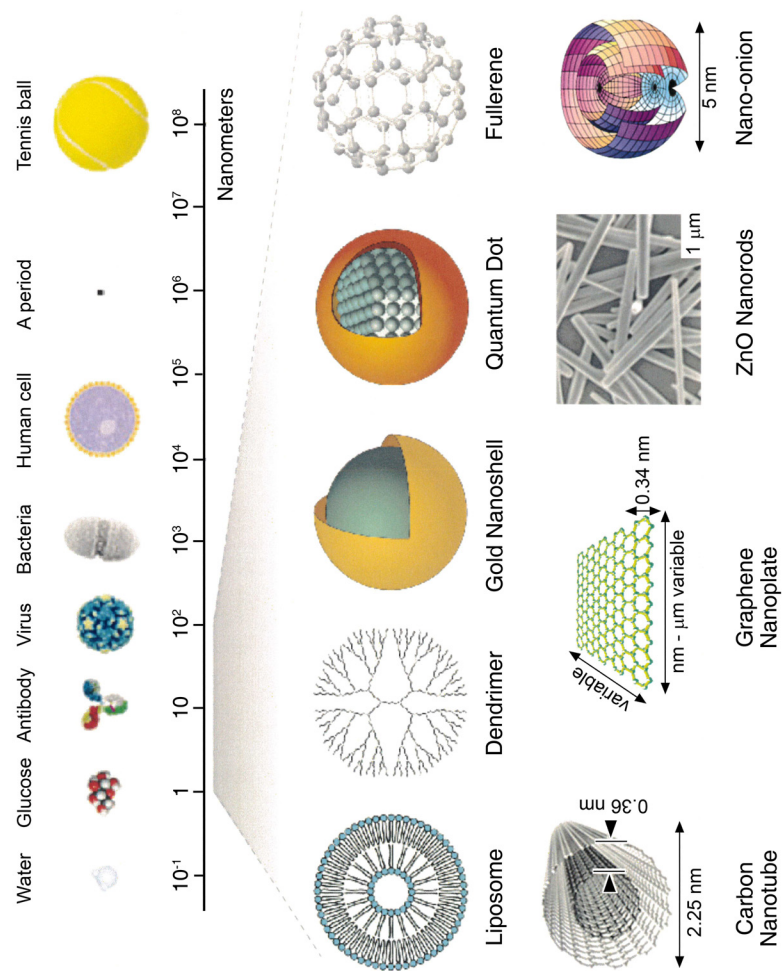 Water
Glucose
Antibody
Virus
Bacteria
Human cell
A period
Tennis ball
10⁻¹
1
10
10²
10³
10⁴
10⁵
10⁶
10⁷
10⁸
Nanometers
Liposome
Dendrimer
Gold Nanoshell
Quantum Dot
Fullerene
0.36 nm
2.25 nm
Carbon
Nanotube
variable
0.34 nm
nm - μm variable
Graphene
Nanoplate
1 μm
ZnO Nanorods
5 nm
Nano-onion